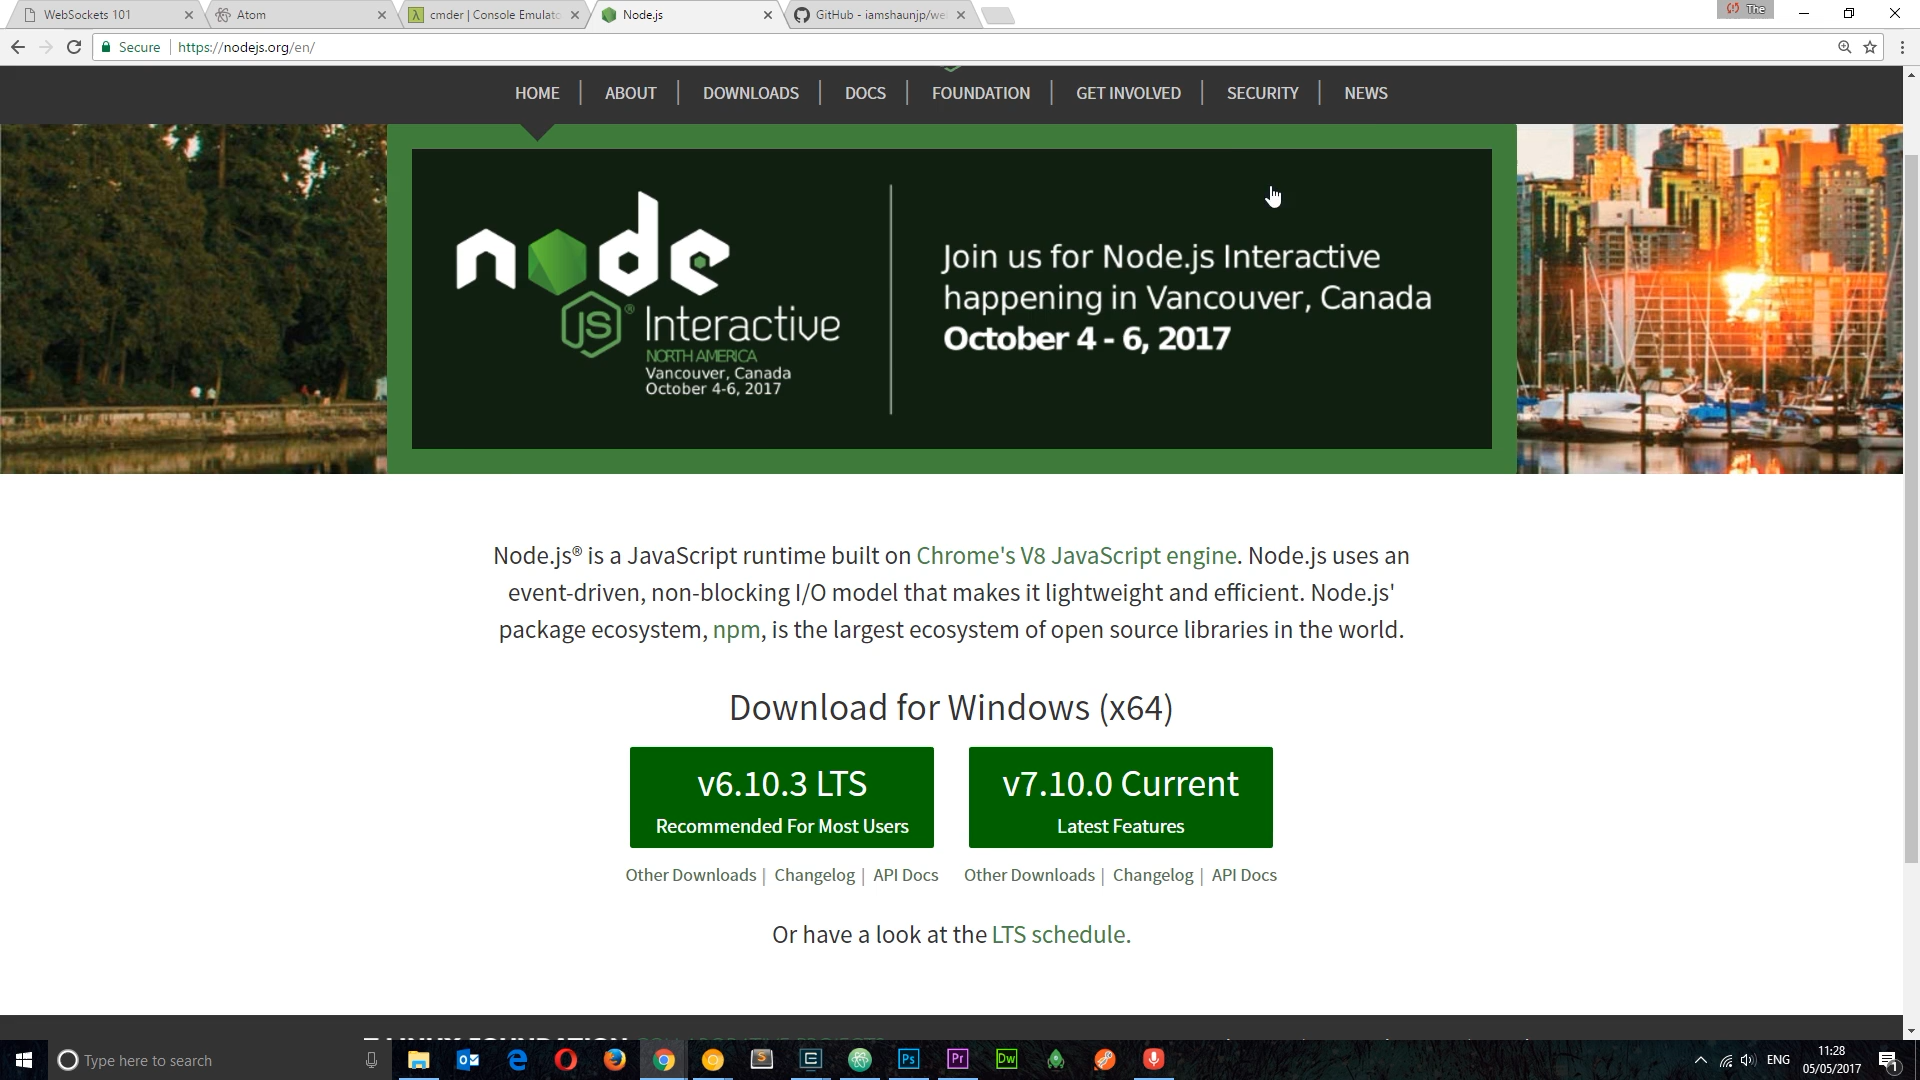 WebSockets 101
Atom
cmder | Console Emulato
Node.js
GitHub - iamshaunjp/we
The
Secure https://nodejs.org/en/
HOME ABOUT DOWNLOADS DOCS FOUNDATION GET INVOLVED SECURITY NEWS
node
JS® Interactive
NORTH AMERICA
Vancouver, Canada
October 4-6, 2017
Join us for Node.js Interactive
happening in Vancouver, Canada
October 4 - 6, 2017
Node.js® is a JavaScript runtime built on Chrome's V8 JavaScript engine. Node.js uses an
event-driven, non-blocking I/O model that makes it lightweight and efficient. Node.js'
package ecosystem, npm, is the largest ecosystem of open source libraries in the world.
Download for Windows (x64)
v6.10.3 LTS
Recommended For Most Users
v7.10.0 Current
Latest Features
Other Downloads | Changelog | API Docs
Other Downloads | Changelog | API Docs
Or have a look at the LTS schedule.
Type here to search
Ps
Pr
Dw
ENG
11:28
05/05/2017
1